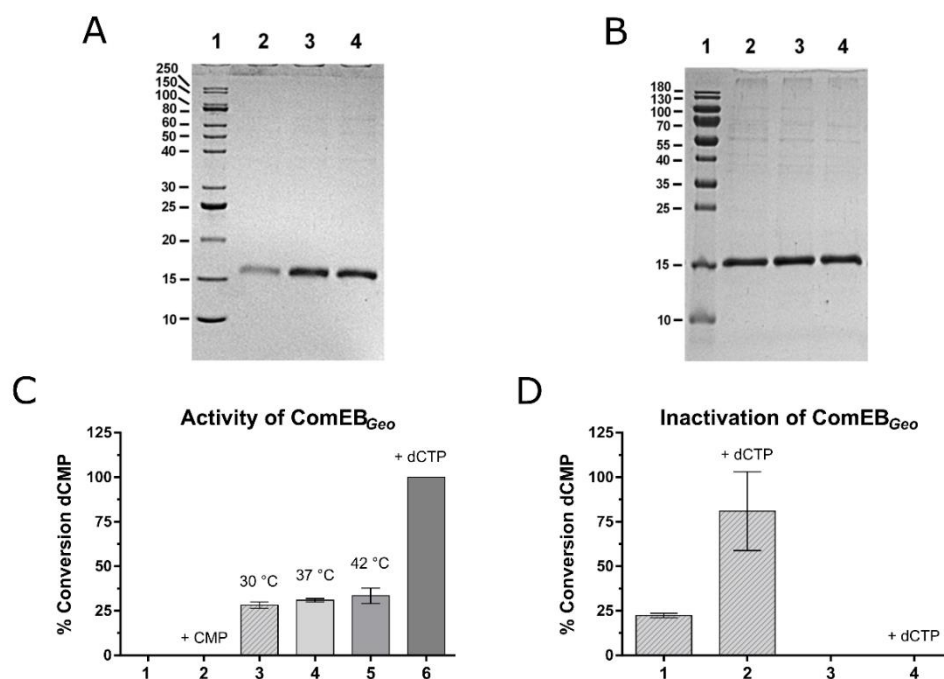 A
1 2 3 4
250
150
100
80
60
50
40
30
25
20
15
10
B
1 2 3 4
180
130
100
70
55
40
35
25
15
10
C
Activity of ComEBGeo
% Conversion dCMP
125
100
75
50
25
0
+ CMP
30 °C
37 °C
42 °C
+ dCTP
1 2 3 4 5 6
D
Inactivation of ComEBGeo
% Conversion dCMP
125
100
75
50
25
0
+ dCTP
+ dCTP
1 2 3 4